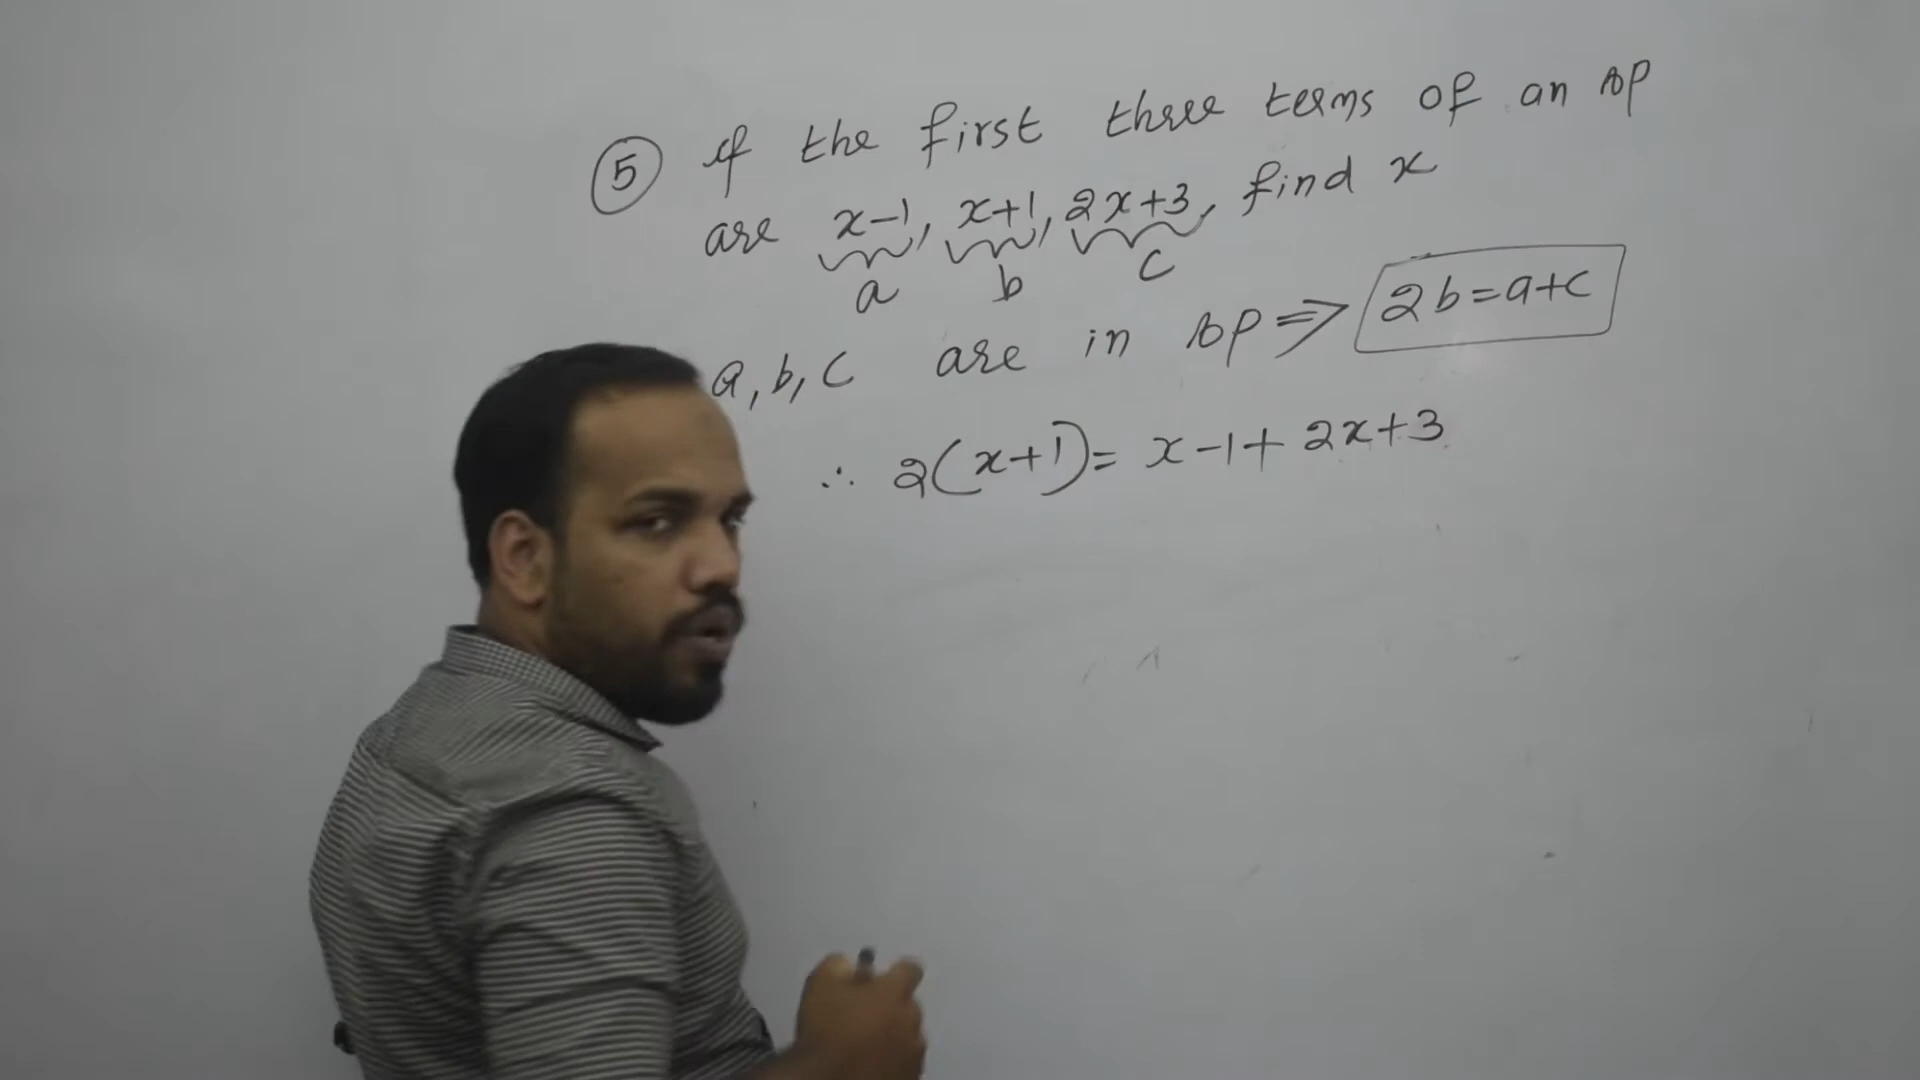 5 If the first three terms of an AP
are x-1, x+1, 2x+3, find x
a b c
a, b, c are in AP ⇒ 2b=a+c
∴ 2(x+1)= x-1+2x+3